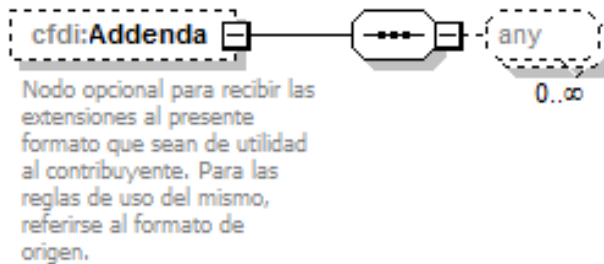 cfdi:Addenda
any
0..∞
Nodo opcional para recibir las
extensiones al presente
formato que sean de utilidad
al contribuyente. Para las
reglas de uso del mismo,
referirse al formato de
origen.